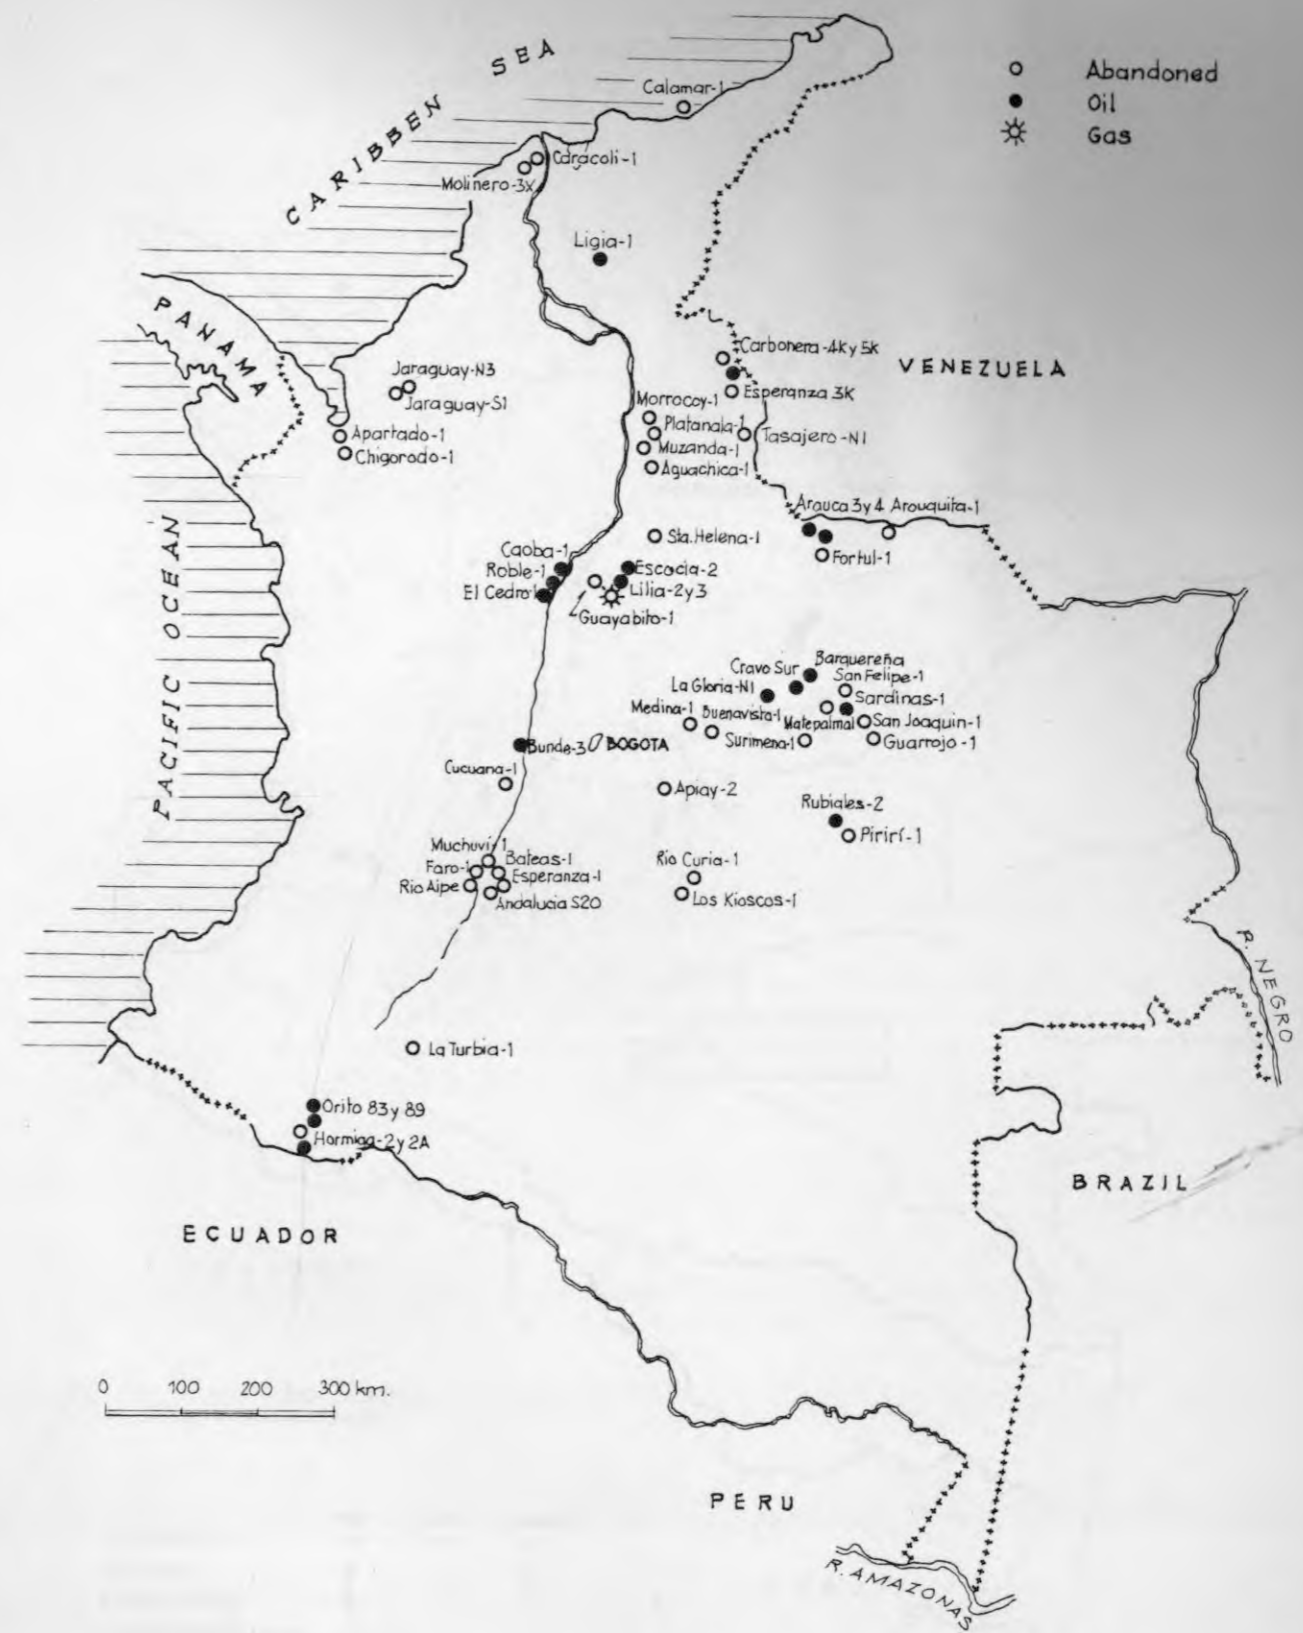 CARIBBEN SEA
Abandoned
Oil
Gas
Calamar-1
Caracoli-1
Molinero-3X
Ligia-1
PANAMA
Carbonera-4K y 5K
VENEZUELA
Jaraguay-N3
Jaraguay-S1
Esperanza 3K
Morrocoy-1
Platanala-1
Tasajero-N1
Apartado-1
Muzanda-1
Chigorodo-1
Aguachica-1
Arauca 3 y 4 Arouquita-1
PACIFIC OCEAN
Sta. Helena-1
Fortul-1
Caoba-1
Roble-1
Escocia-2
El Cedro-1
Lilia-2 y 3
Guayabito-1
Barquereña
Cravo Sur
San Felipe-1
La Gloria-N1
Sardinas-1
Medina-1
Buenavista-1
Matepalmal
San Joaquin-1
Surimena-1
Guarrojo-1
Bunde-3
BOGOTA
Cucuana-1
Apiay-2
Rubiales-2
Pirirí-1
Muchuvi-1
Bateas-1
Rio Curia-1
Faro-1
Esperanza-1
Rio Aipe
Andalucia S20
Los Kioscos-1
R. NEGRO
La Turbia-1
Orito 83 y 89
Hormiga-2 y 2A
BRAZIL
ECUADOR
0 100 200 300 km.
PERU
R. AMAZONAS